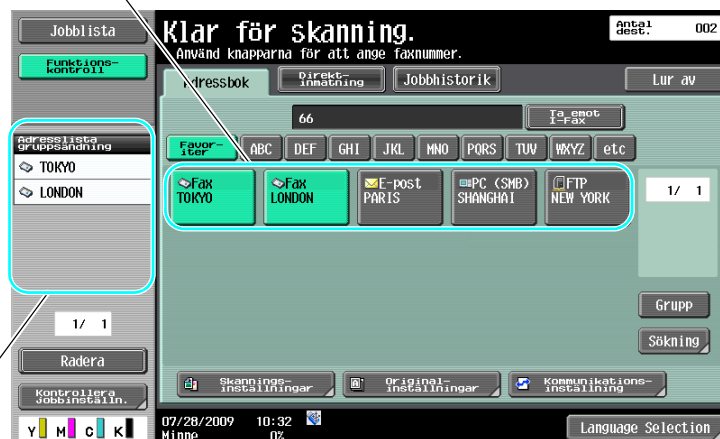 Jobblista
Klar för skanning.
Använd knapparna för att ange faxnummer.
Antal
dest.
002
Funktions-
kontroll
Adressbok
Direkt-
inmatning
Jobbhistorik
Lur av
66
Ta emot
I-Fax
Adresslista
gruppsändning
TOKYO
LONDON
Favor-
iter
ABC
DEF
GHI
JKL
MNO
PQRS
TUV
WXYZ
etc
Fax
TOKYO
Fax
LONDON
E-post
PARIS
PC (SMB)
SHANGHAI
FTP
NEW YORK
1/ 1
Grupp
Sökning
1/ 1
Radera
Kontrollera
Jobbinställn.
Skannings-
inställningar
Original-
inställningar
Kommunikations-
inställning
Y M C K
07/28/2009 10:32
Minne 0%
Language Selection